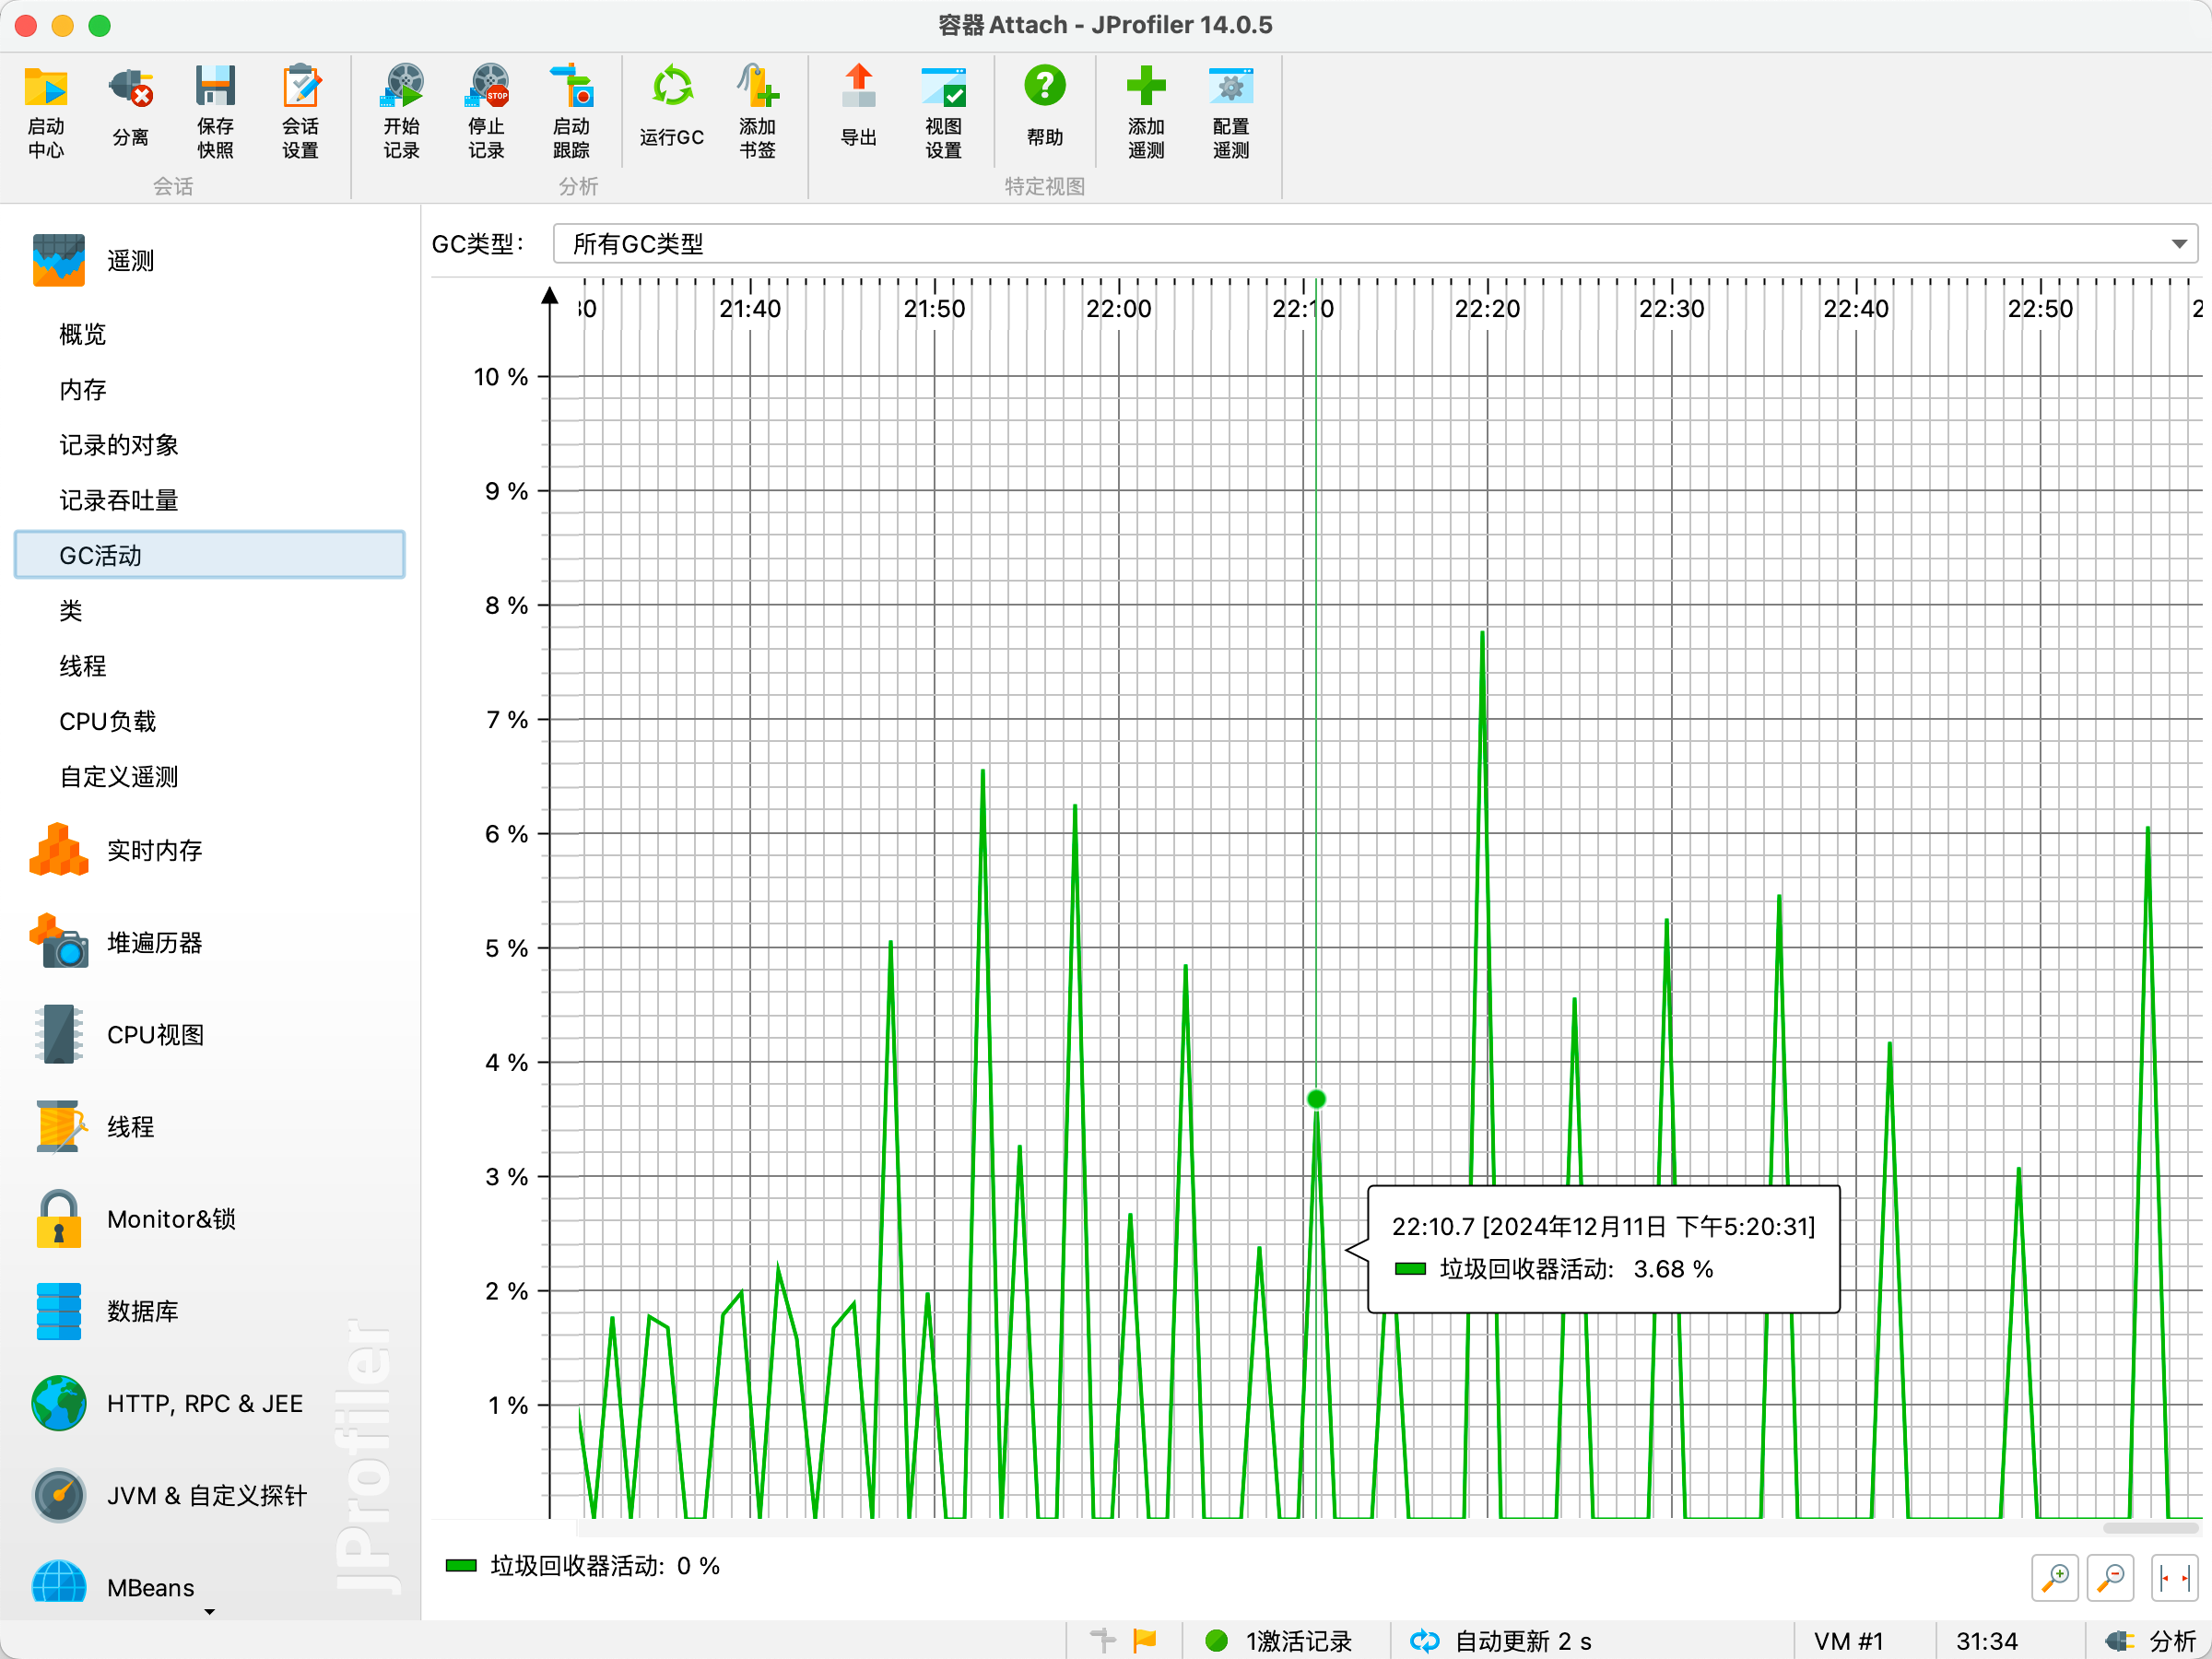 容器 Attach - JProfiler 14.0.5
启动中心
分离
保存快照
会话设置
开始记录
停止记录
启动跟踪
运行GC
添加书签
导出
视图设置
帮助
添加遥测
配置遥测
会话
分析
特定视图
遥测
概览
内存
记录的对象
记录吞吐量
GC活动
类
线程
CPU负载
自定义遥测
实时内存
堆遍历器
CPU视图
线程
Monitor&锁
数据库
HTTP, RPC & JEE
JVM & 自定义探针
MBeans
JProfiler
GC类型: 所有GC类型
21:40 21:50 22:00 22:10 22:20 22:30 22:40 22:50
10 %
9 %
8 %
7 %
6 %
5 %
4 %
3 %
2 %
1 %
22:10.7 [2024年12月11日 下午5:20:31]
垃圾回收器活动: 3.68 %
垃圾回收器活动: 0 %
1激活记录
自动更新 2 s
VM #1
31:34
分析